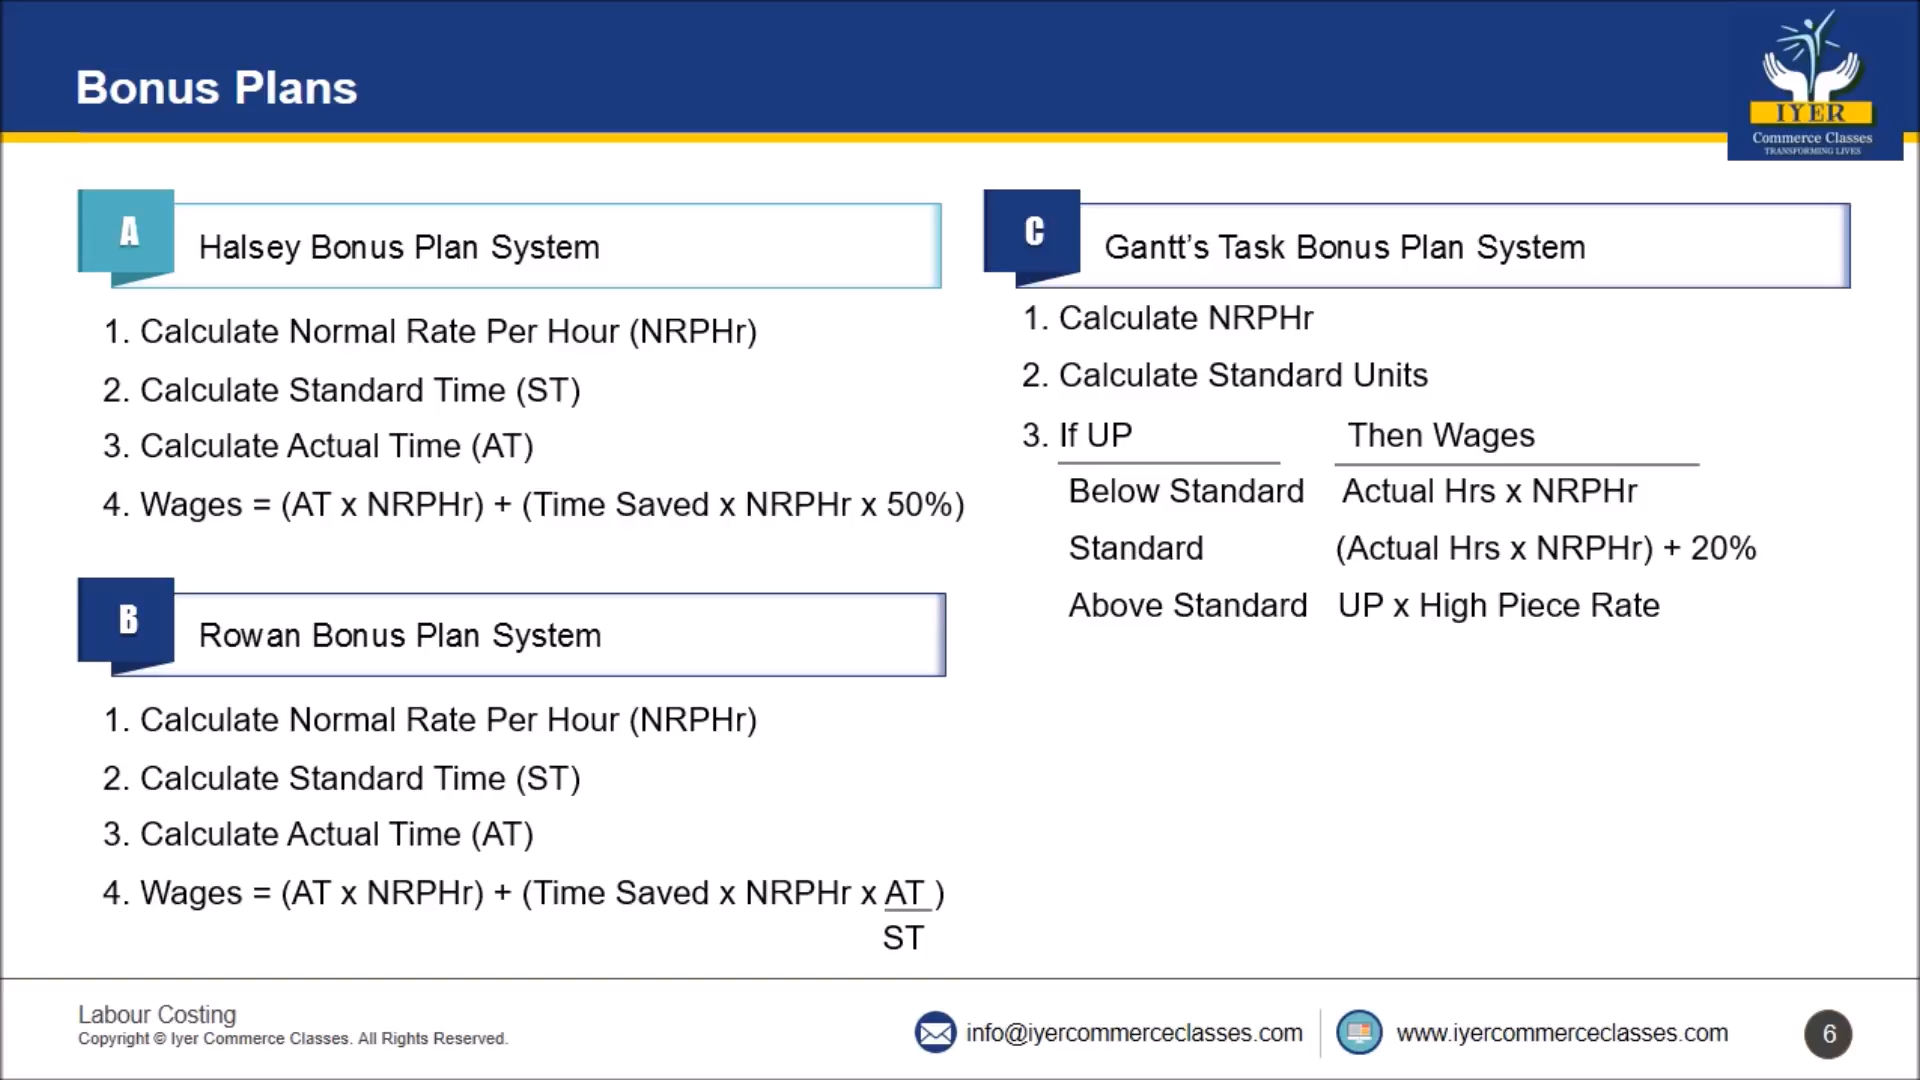 Bonus Plans
IYER
Commerce Classes
TRANSFORMING LIVES
A
Halsey Bonus Plan System
1. Calculate Normal Rate Per Hour (NRPHr)
2. Calculate Standard Time (ST)
3. Calculate Actual Time (AT)
4. Wages = (AT x NRPHr) + (Time Saved x NRPHr x 50%)
B
Rowan Bonus Plan System
1. Calculate Normal Rate Per Hour (NRPHr)
2. Calculate Standard Time (ST)
3. Calculate Actual Time (AT)
4. Wages = (AT x NRPHr) + (Time Saved x NRPHr x AT )
ST
C
Gantt’s Task Bonus Plan System
1. Calculate NRPHr
2. Calculate Standard Units
3. If UP Then Wages
Below Standard Actual Hrs x NRPHr
Standard (Actual Hrs x NRPHr) + 20%
Above Standard UP x High Piece Rate
Labour Costing
Copyright © Iyer Commerce Classes. All Rights Reserved.
info@iyercommerceclasses.com
www.iyercommerceclasses.com
6